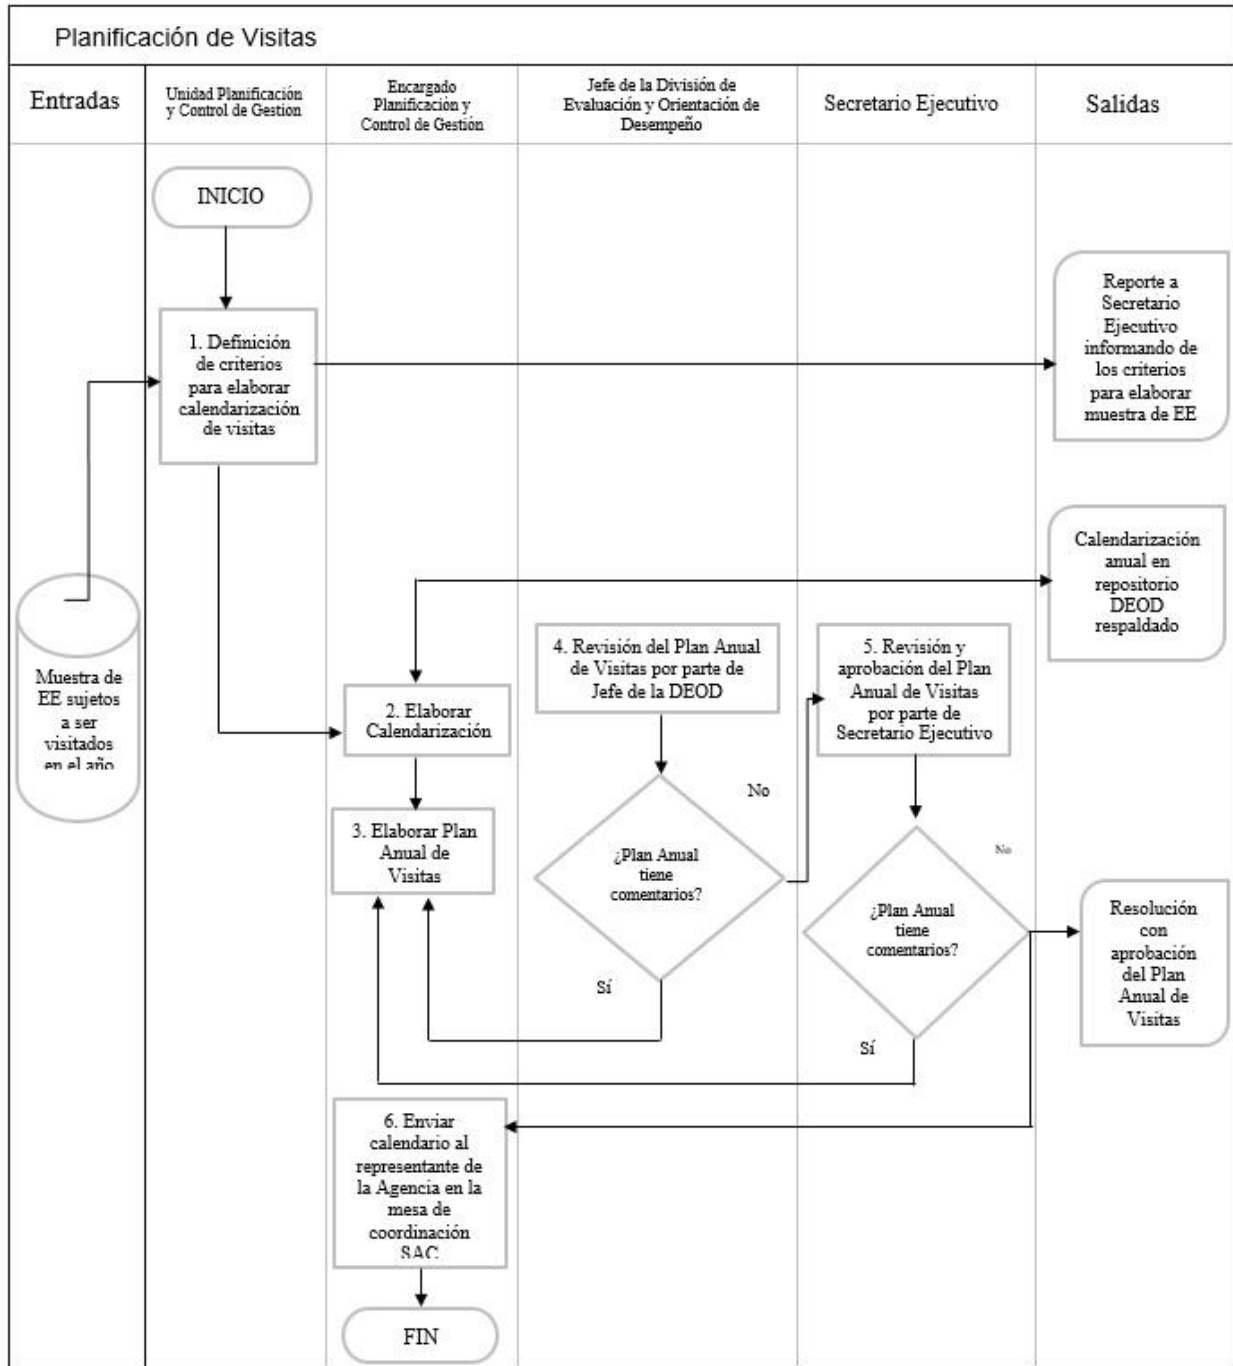 Planificación de Visitas
Entradas
Unidad Planificación
y Control de Gestión
Encargado
Planificación y
Control de Gestión
Jefe de la División de
Evaluación y Orientación de
Desempeño
Secretario Ejecutivo
Salidas
INICIO
1. Definición
de criterios
para elaborar
calendarización
de visitas
Reporte a
Secretario
Ejecutivo
informando de
los criterios
para elaborar
muestra de EE
Calendarización
anual en
repositorio
DEOD
respaldado
Muestra de
EE sujetos
a ser
visitados
en el año
2. Elaborar
Calendarización
4. Revisión del Plan Anual
de Visitas por parte de
Jefe de la DEOD
5. Revisión y
aprobación del Plan
Anual de Visitas
por parte de
Secretario Ejecutivo
3. Elaborar Plan
Anual de
Visitas
¿Plan Anual
tiene
comentarios?
No
Sí
¿Plan Anual
tiene
comentarios?
No
Sí
Resolución
con
aprobación
del Plan
Anual de
Visitas
6. Enviar
calendario al
representante de
la Agencia en la
mesa de
coordinación
SAC
FIN